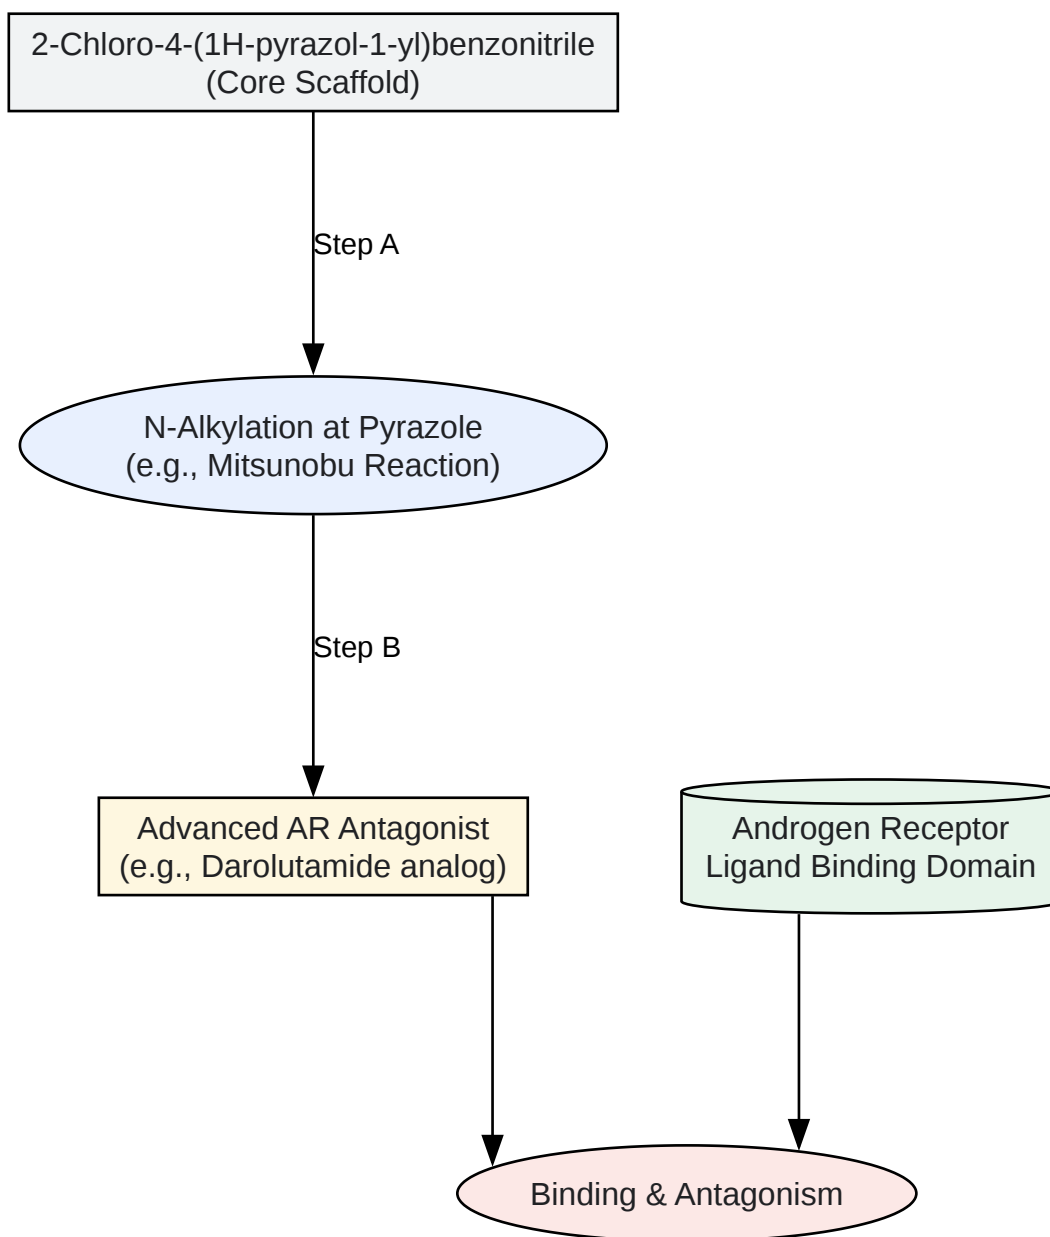 2-Chloro-4-(1H-pyrazol-1-yl)benzonitrile
(Core Scaffold)
Step A
N-Alkylation at Pyrazole
(e.g., Mitsunobu Reaction)
Step B
Advanced AR Antagonist
(e.g., Darolutamide analog)
Androgen Receptor
Ligand Binding Domain
Binding & Antagonism